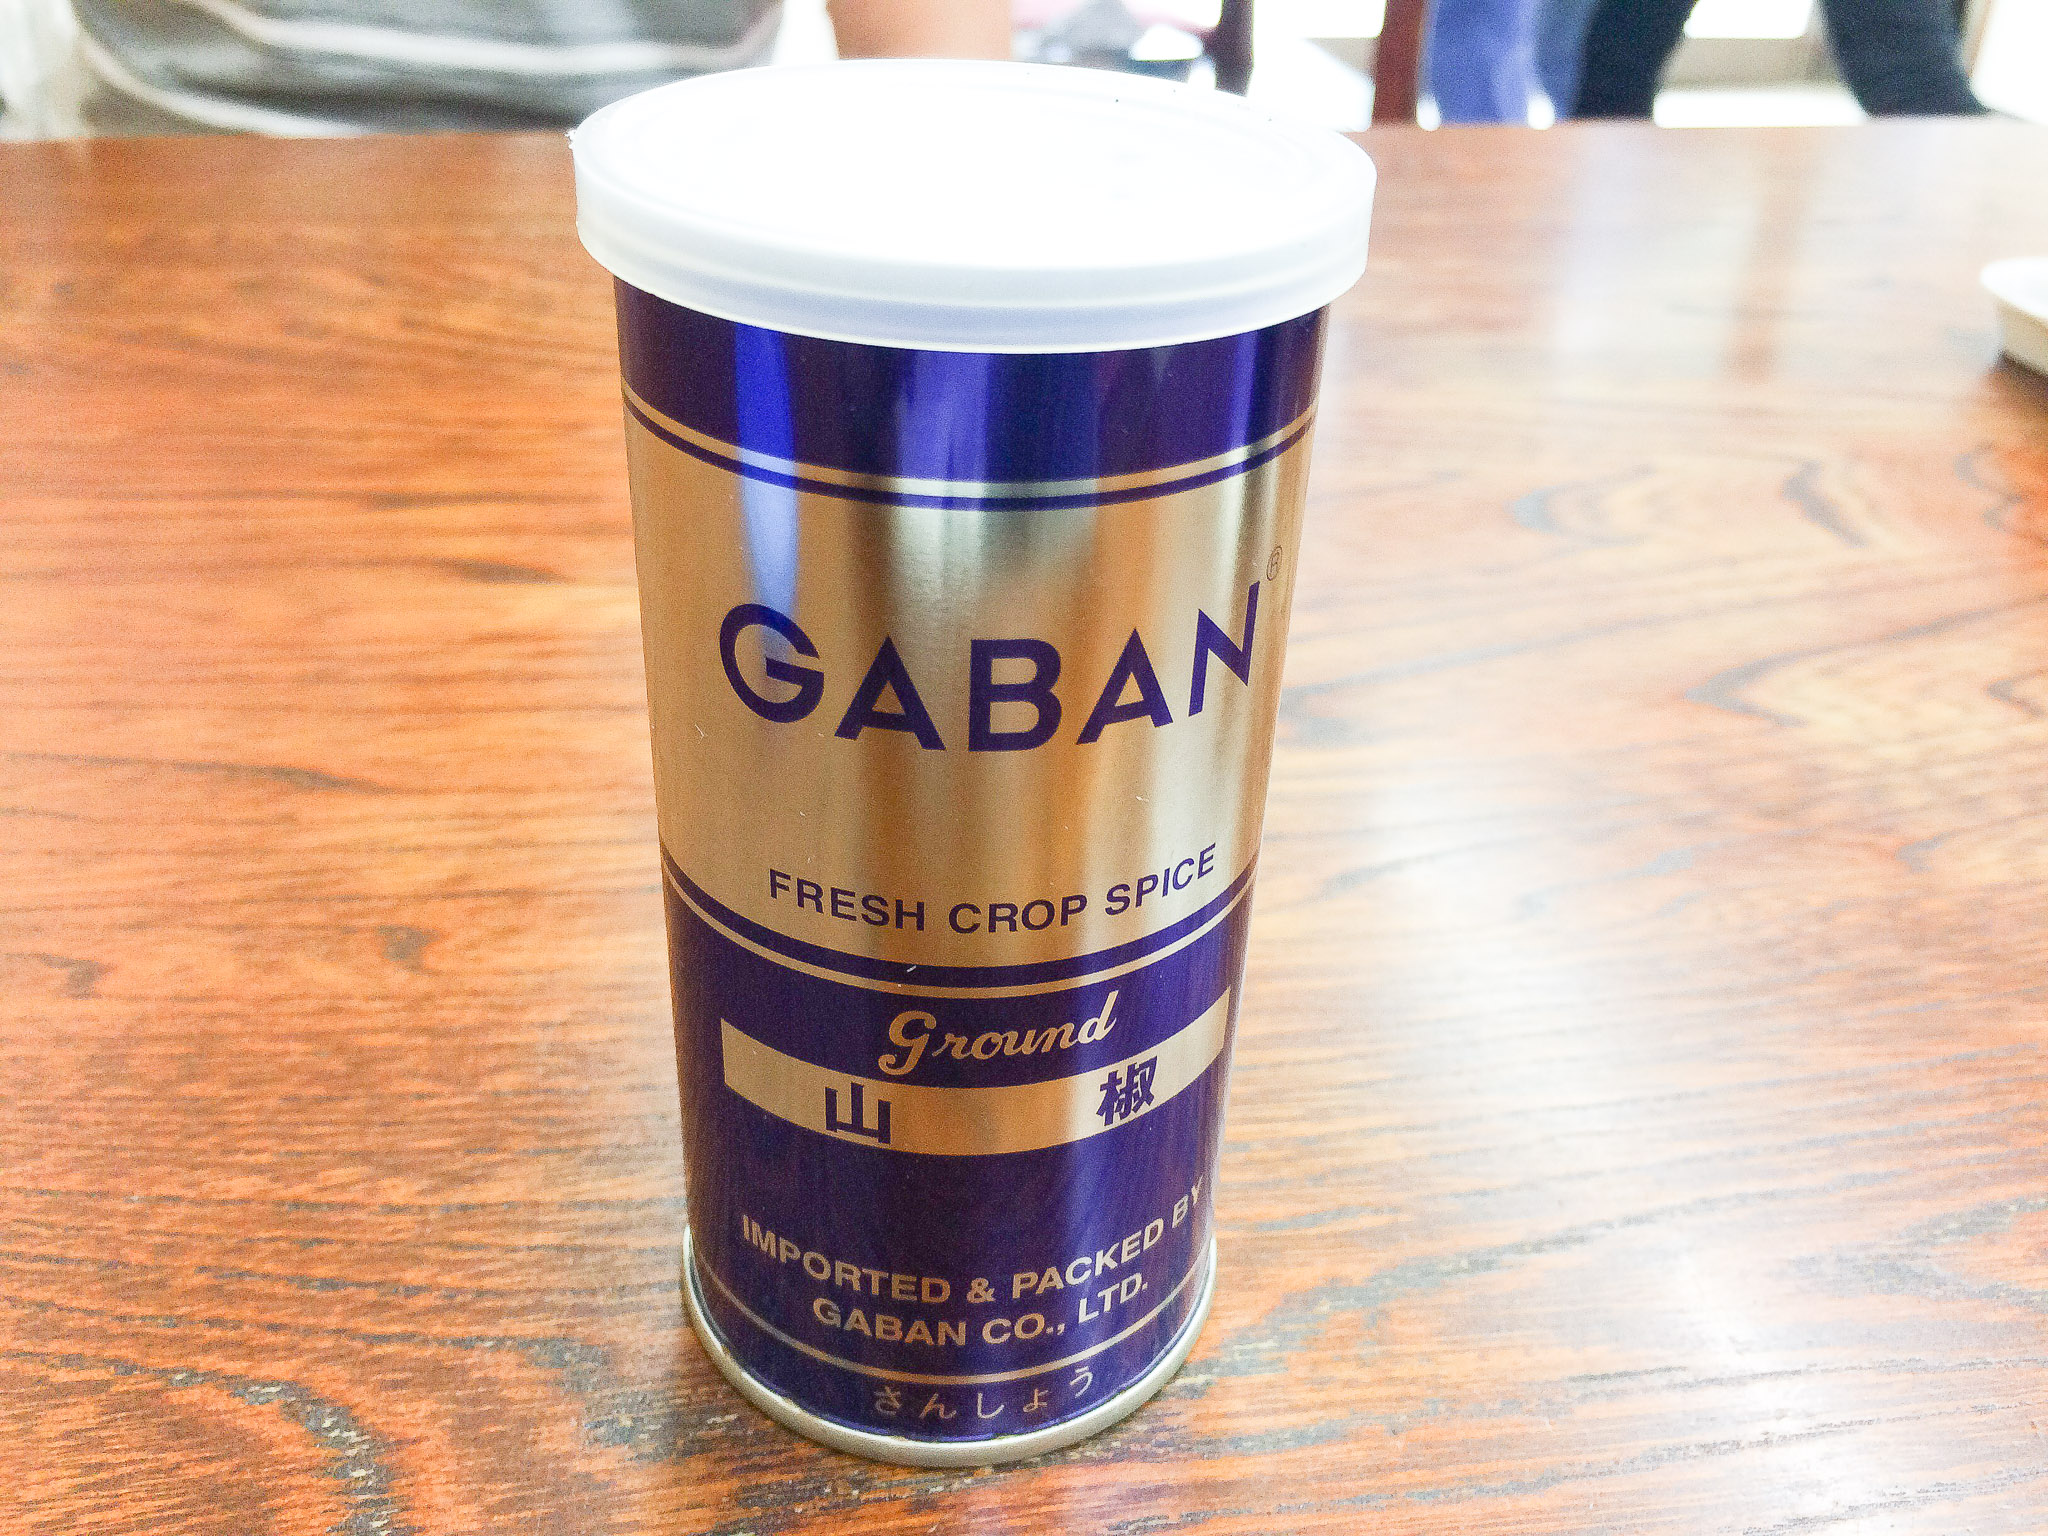 GABAN®
FRESH CROP SPICE
Ground
山椒
IMPORTED & PACKED BY
GABAN CO., LTD.
さんしょう